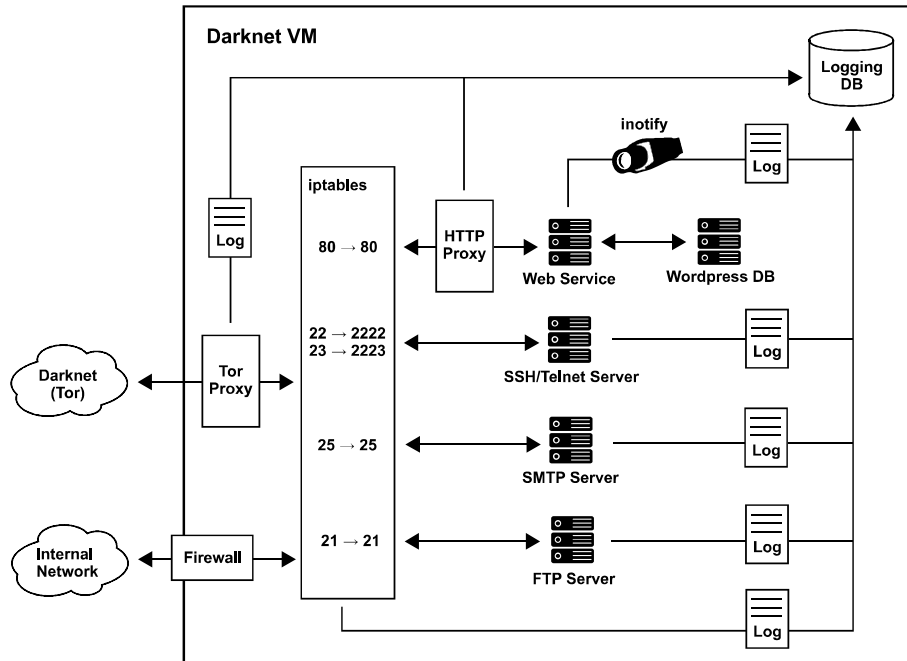 Darknet VM
Logging
DB
inotify
Log
iptables
Log
HTTP
Proxy
80 → 80
Web Service
Wordpress DB
22 → 2222
23 → 2223
Log
SSH/Telnet Server
Darknet
(Tor)
Tor
Proxy
25 → 25
Log
SMTP Server
Internal
Network
Firewall
21 → 21
Log
FTP Server
Log